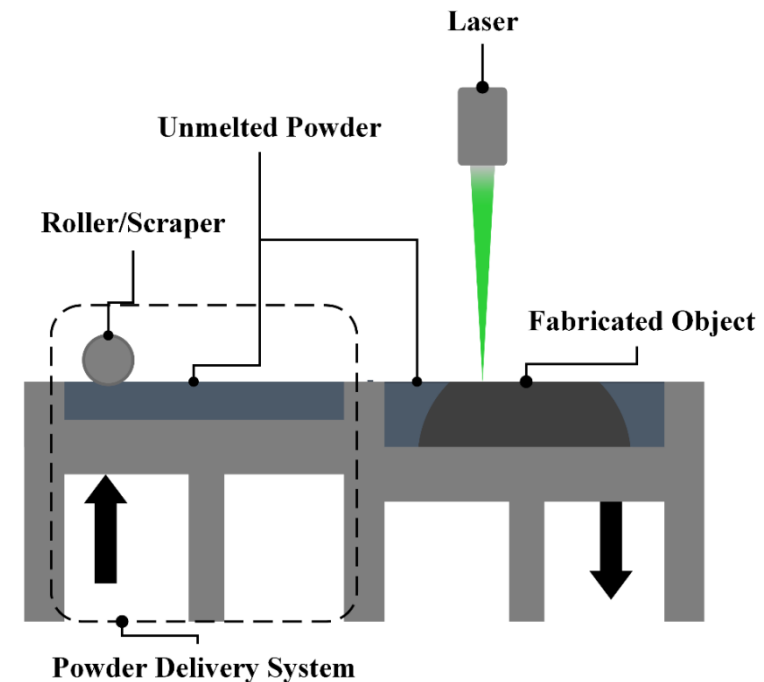 Laser
Unmelted Powder
Roller/Scraper
Fabricated Object
Powder Delivery System